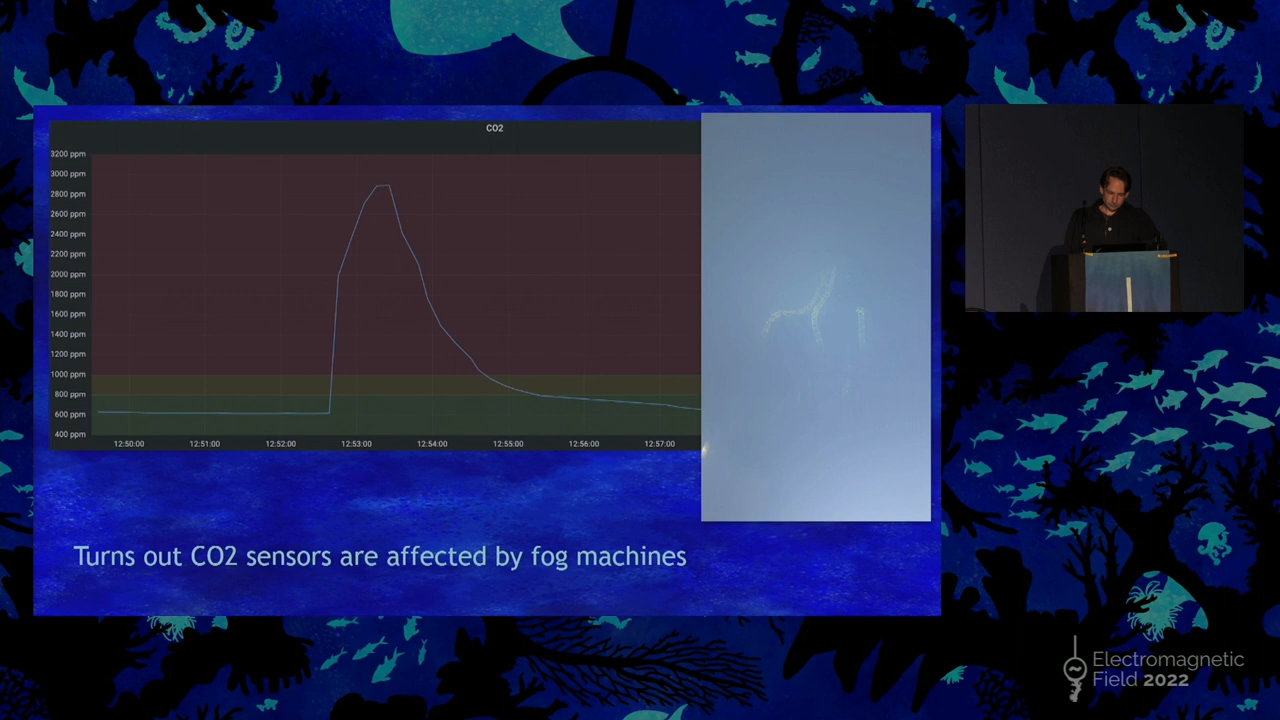 CO2
3200 ppm
3000 ppm
2800 ppm
2600 ppm
2400 ppm
2200 ppm
2000 ppm
1800 ppm
1600 ppm
1400 ppm
1200 ppm
1000 ppm
800 ppm
600 ppm
400 ppm
12:50:00 12:51:00 12:52:00 12:53:00 12:54:00 12:55:00 12:56:00 12:57:00
Turns out CO2 sensors are affected by fog machines
Electromagnetic
Field 2022